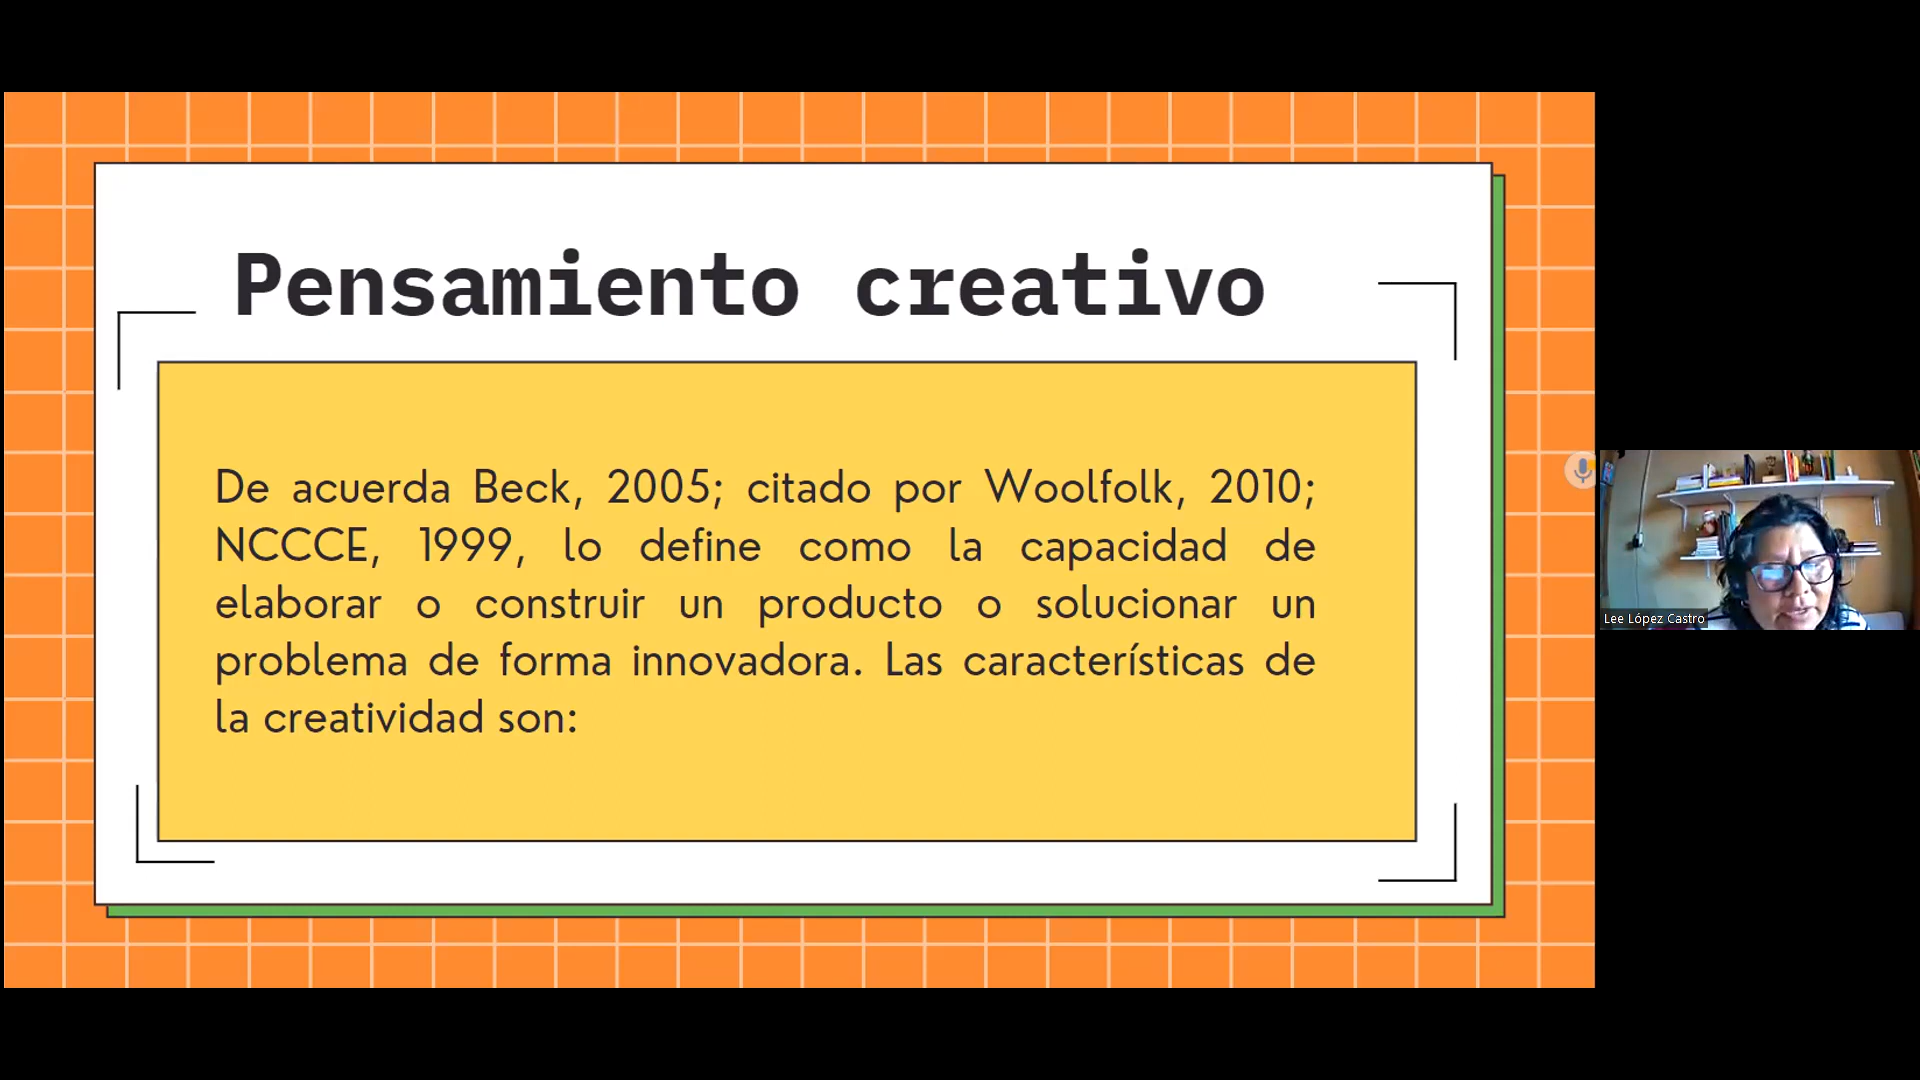 Pensamiento creativo
De acuerda Beck, 2005; citado por Woolfolk, 2010;
NCCCE, 1999, lo define como la capacidad de
elaborar o construir un producto o solucionar un
problema de forma innovadora. Las características de
la creatividad son:
Lee López Castro